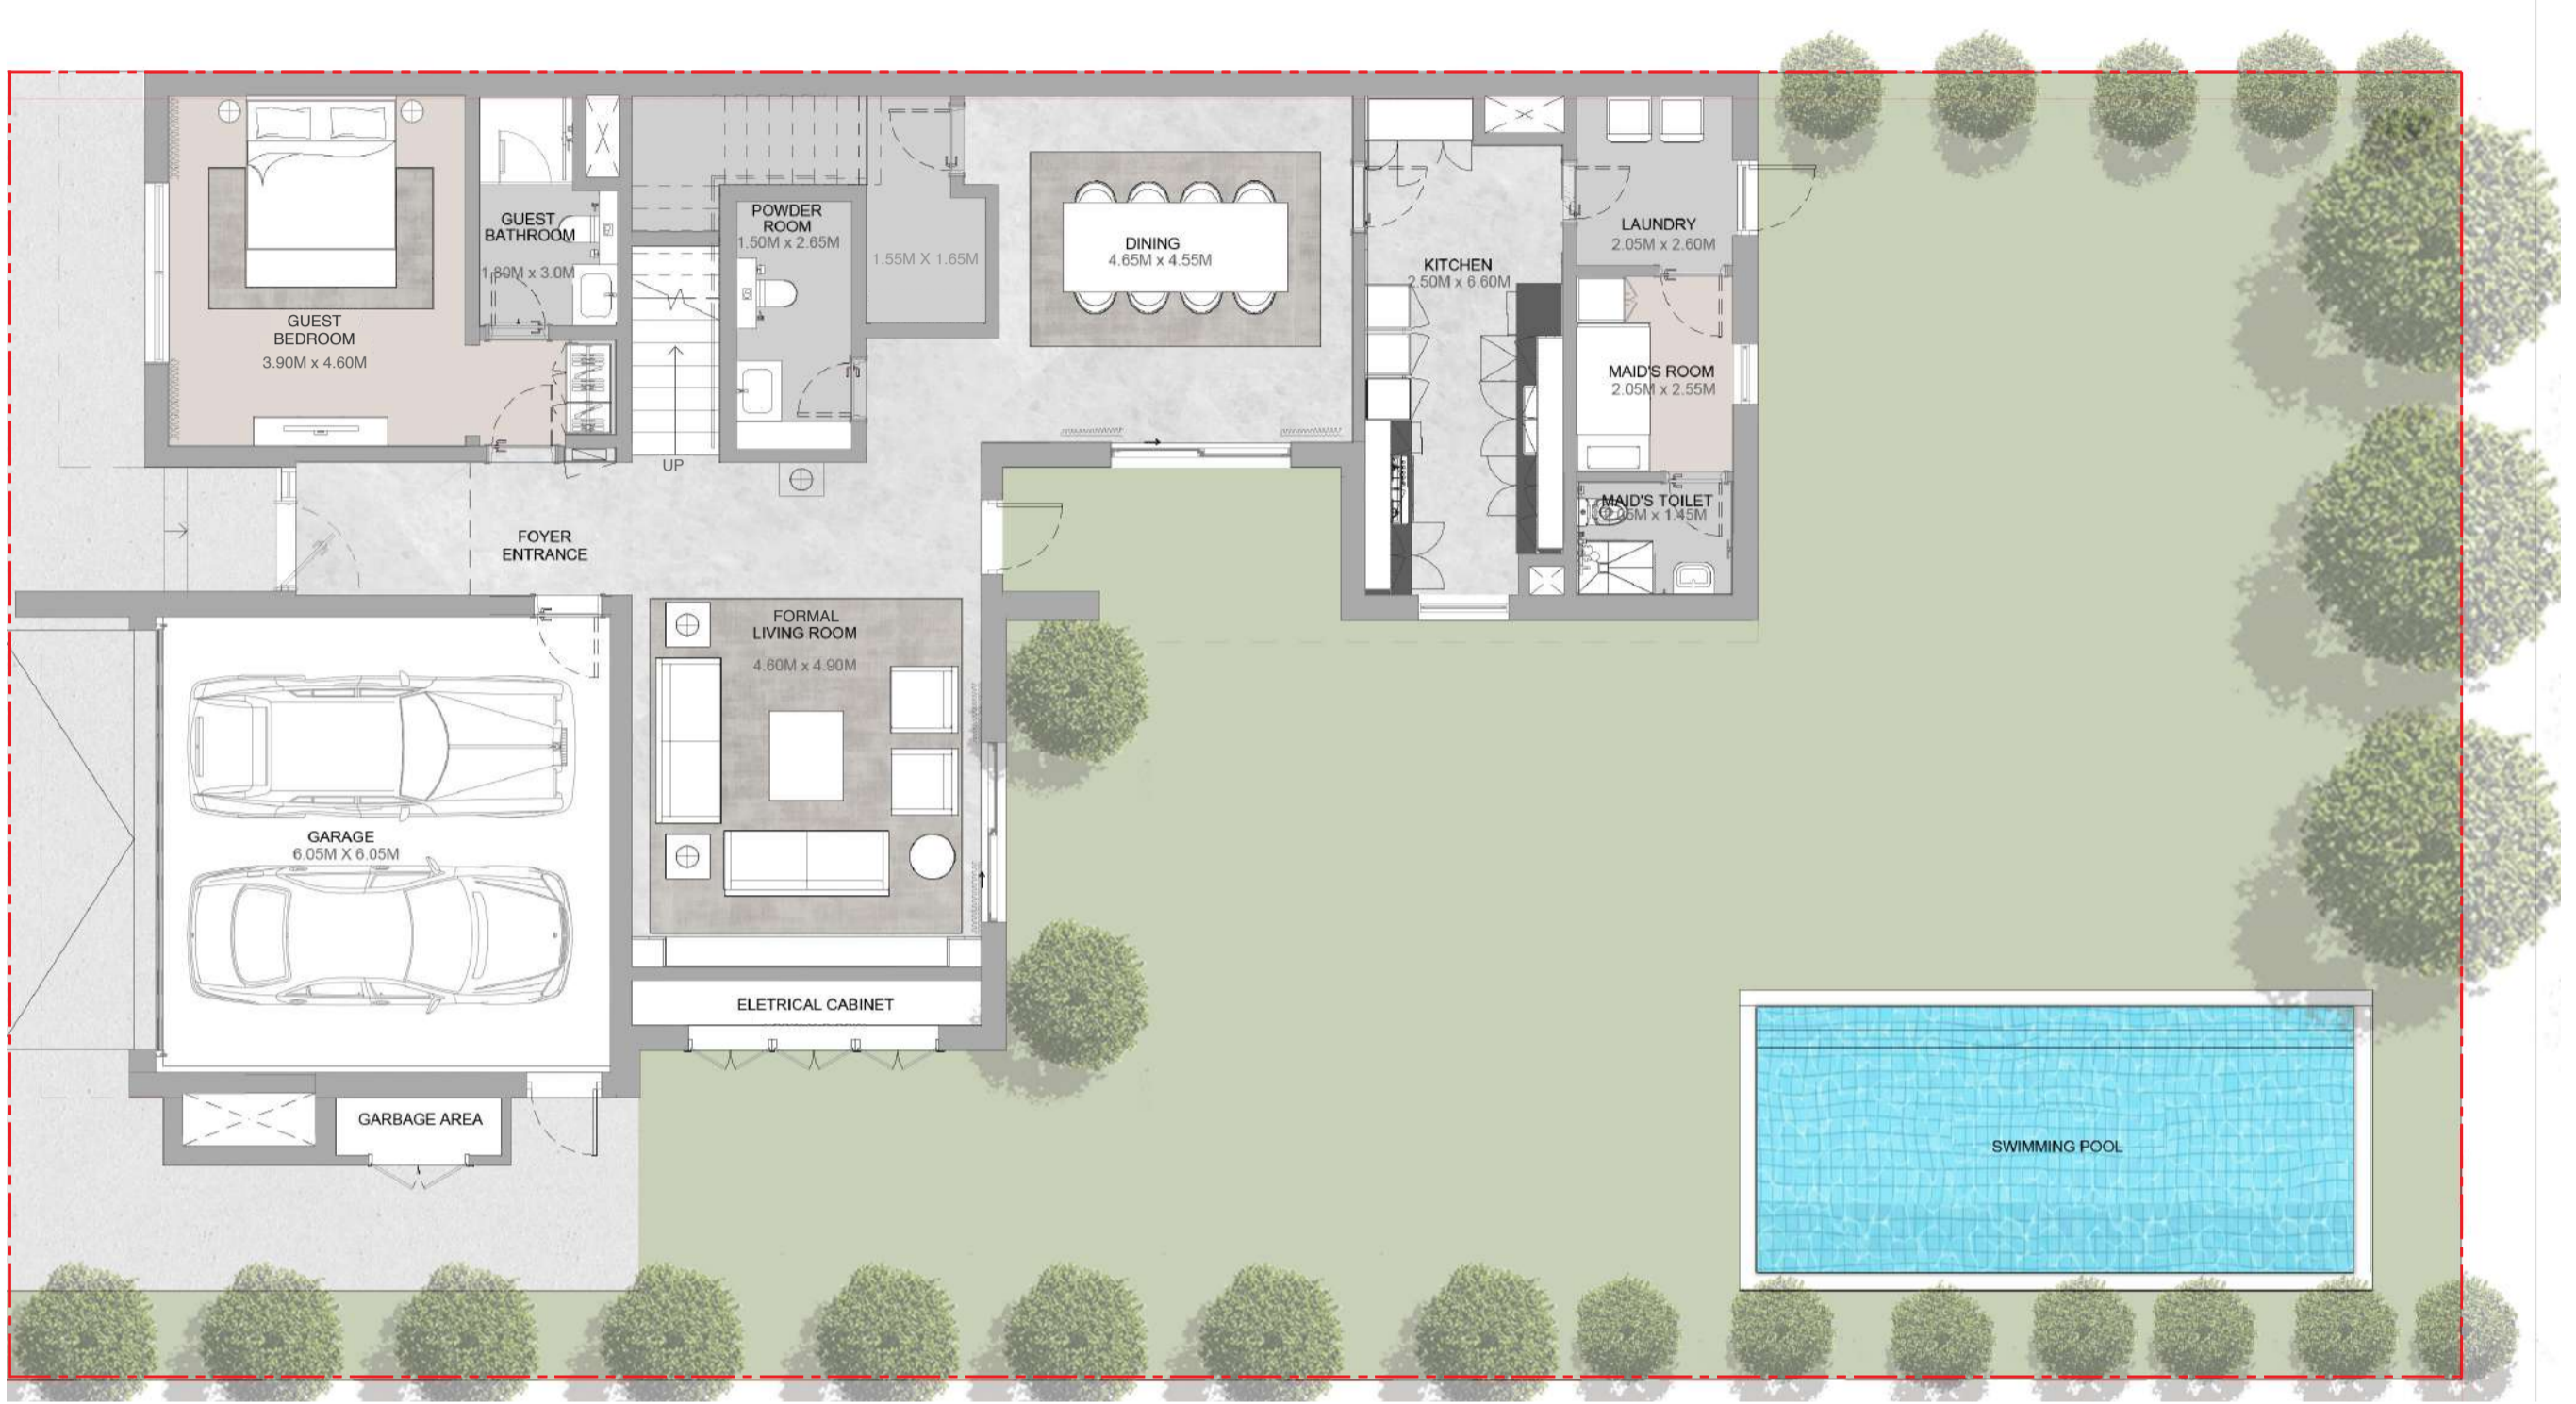 GUEST
BEDROOM
3.90M x 4.60M
GUEST
BATHROOM
1.80M x 3.0M
POWDER
ROOM
1.50M x 2.65M
1.55M X 1.65M
DINING
4.65M x 4.55M
KITCHEN
2.50M x 6.60M
LAUNDRY
2.05M x 2.60M
MAID'S ROOM
2.05M x 2.55M
MAID'S TOILET
x 1.45M
UP
FOYER
ENTRANCE
FORMAL
LIVING ROOM
4.60M x 4.90M
GARAGE
6.05M X 6.05M
ELETRICAL CABINET
GARBAGE AREA
SWIMMING POOL